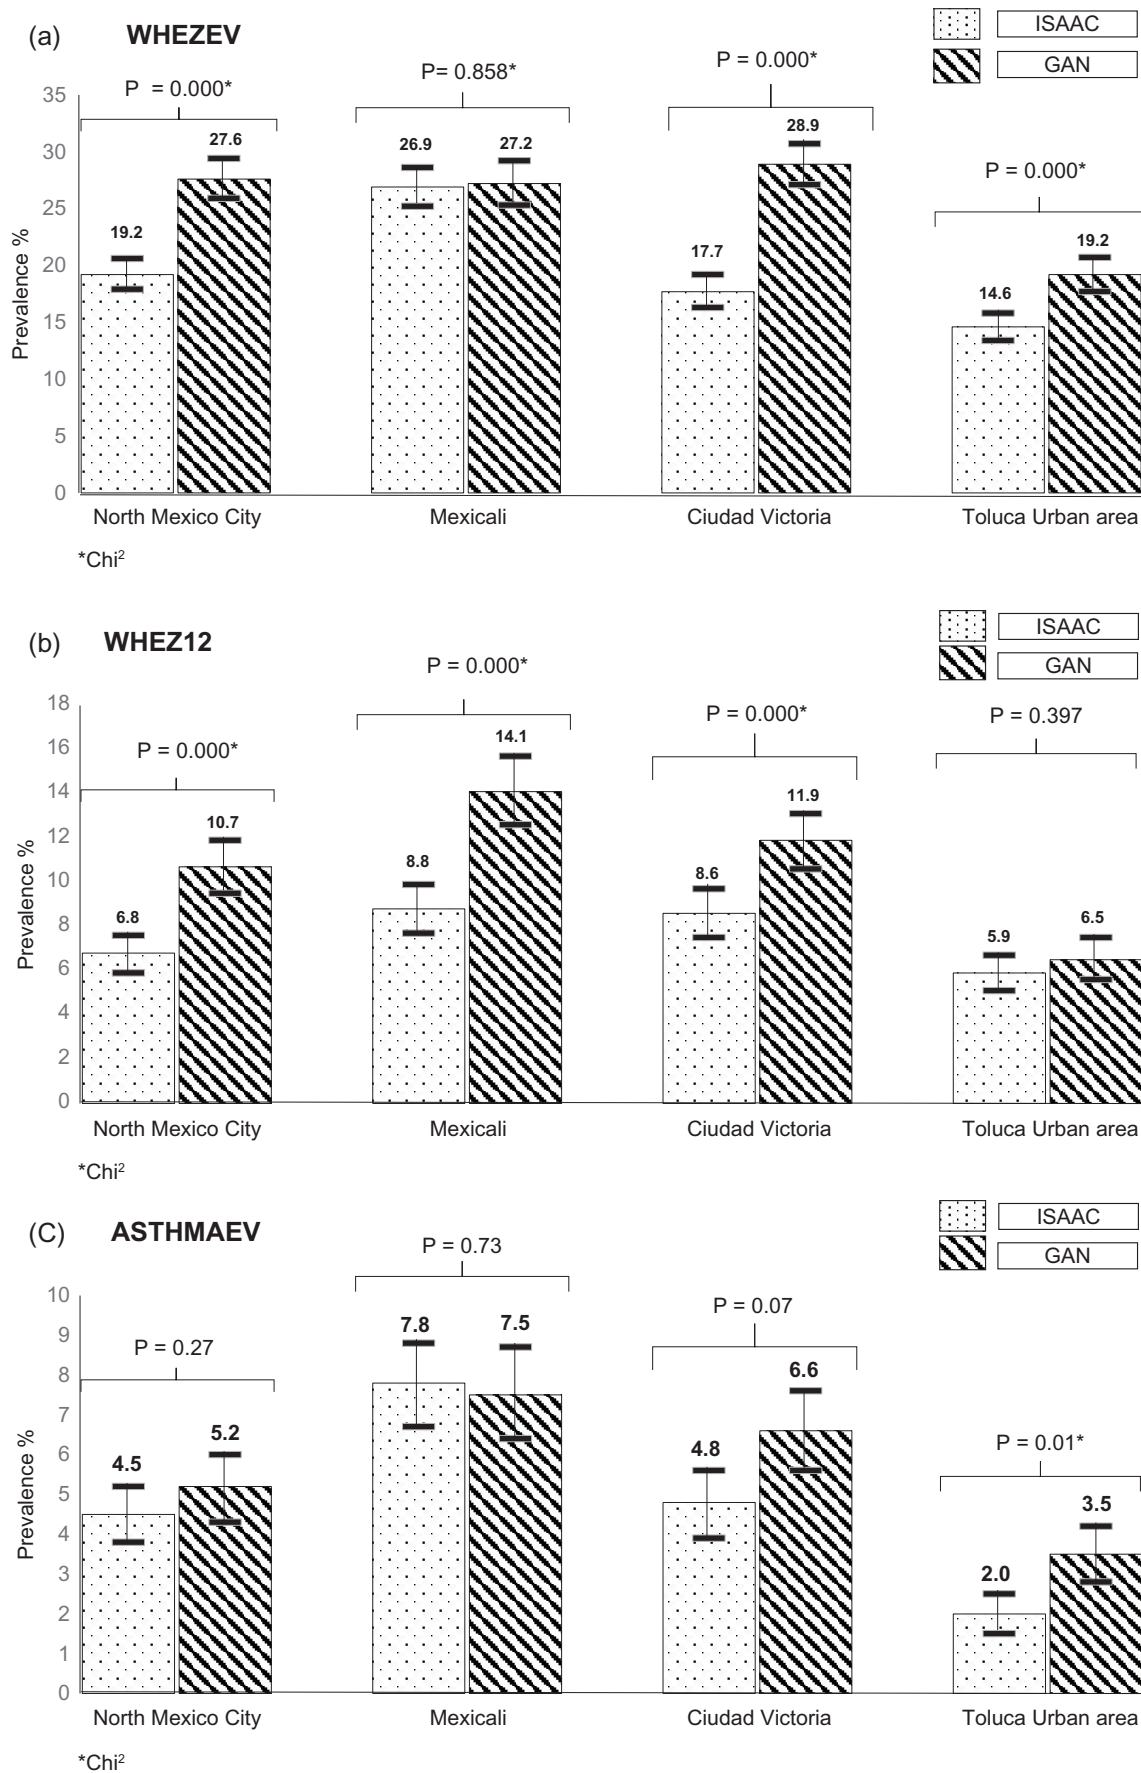 (a) WHEZEV
ISAAC
GAN
P = 0.000*
P= 0.858*
P = 0.000*
P = 0.000*
Prevalence %
35
30
25
20
15
10
5
0
19.2
27.6
26.9
27.2
17.7
28.9
14.6
19.2
North Mexico City
Mexicali
Ciudad Victoria
Toluca Urban area
*Chi²
(b) WHEZ12
ISAAC
GAN
P = 0.000*
P = 0.000*
P = 0.000*
P = 0.397
Prevalence %
18
16
14
12
10
8
6
4
2
0
6.8
10.7
8.8
14.1
8.6
11.9
5.9
6.5
North Mexico City
Mexicali
Ciudad Victoria
Toluca Urban area
*Chi²
(C) ASTHMAEV
ISAAC
GAN
P = 0.27
P = 0.73
P = 0.07
P = 0.01*
Prevalence %
10
9
8
7
6
5
4
3
2
1
0
4.5
5.2
7.8
7.5
4.8
6.6
2.0
3.5
North Mexico City
Mexicali
Ciudad Victoria
Toluca Urban area
*Chi²